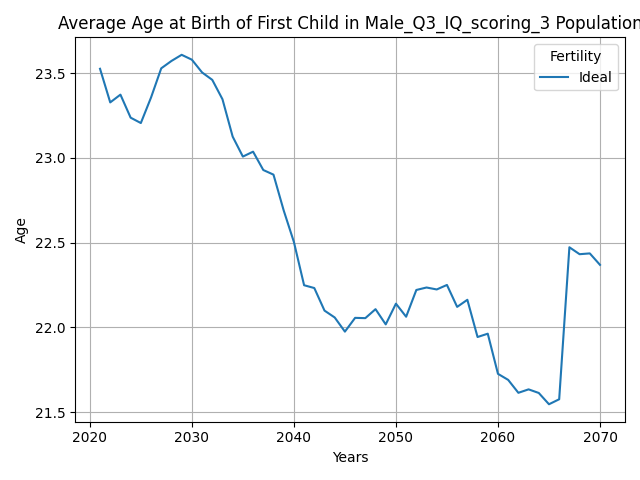 Average Age at Birth of First Child in Male_Q3_IQ_scoring_3 Population
Fertility
Ideal
23.5
23.0
22.5
22.0
21.5
Age
2020
2030
2040
2050
2060
2070
Years